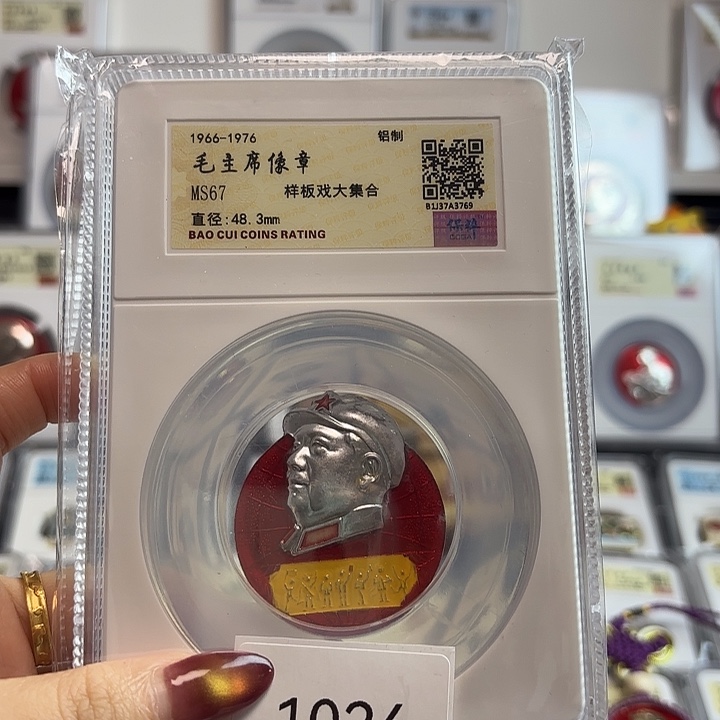 1966-1976
铝制
毛主席像章
MS67
样板戏大集合
B1J37A3769
直径:48.3mm
BAO CUI COINS RATING
GCDAT